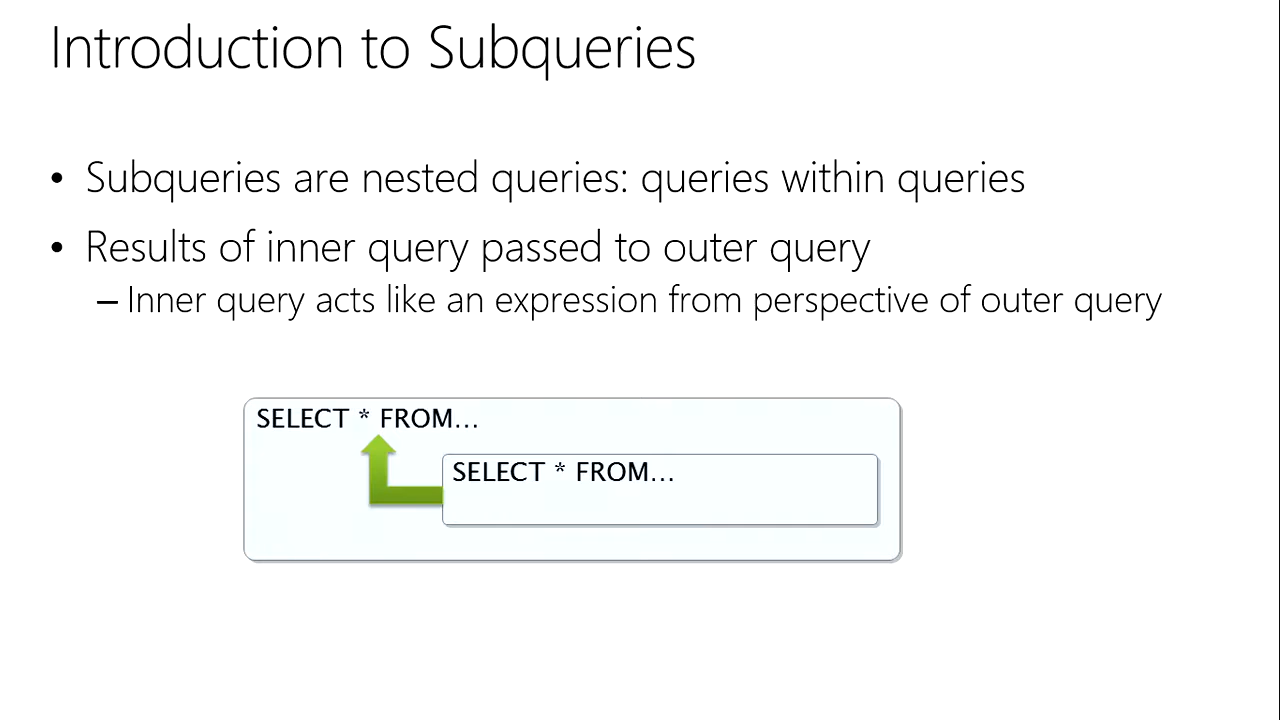 Introduction to Subqueries
• Subqueries are nested queries: queries within queries
• Results of inner query passed to outer query
– Inner query acts like an expression from perspective of outer query
SELECT * FROM...
SELECT * FROM...